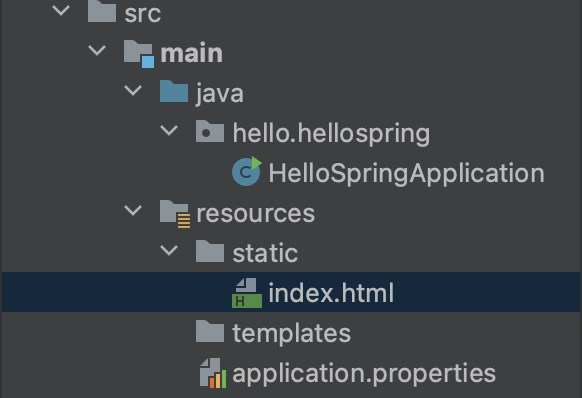 src
main
java
hello.hellospring
C HelloSpringApplication
resources
static
H index.html
templates
application.properties